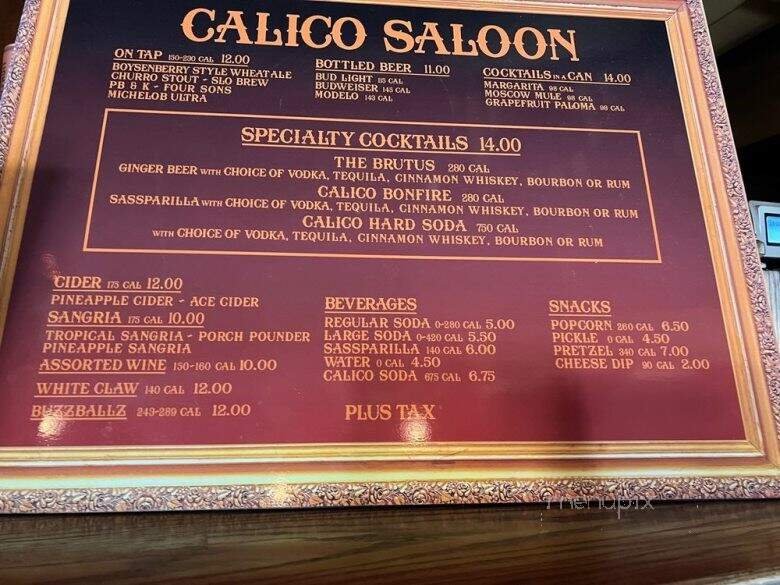 CALICO SALOON
ON TAP 150-230 CAL 12.00
BOYSENBERRY STYLE WHEAT ALE
CHURRO STOUT - SLO BREW
PB & K - FOUR SONS
MICHELOB ULTRA
BOTTLED BEER 11.00
BUD LIGHT 115 CAL
BUDWEISER 145 CAL
MODELO 143 CAL
COCKTAILS IN A CAN 14.00
MARGARITA 98 CAL
MOSCOW MULE 98 CAL
GRAPEFRUIT PALOMA 98 CAL
SPECIALTY COCKTAILS 14.00
THE BRUTUS 280 CAL
GINGER BEER WITH CHOICE OF VODKA, TEQUILA, CINNAMON WHISKEY, BOURBON OR RUM
CALICO BONFIRE 280 CAL
SASSPARILLA WITH CHOICE OF VODKA, TEQUILA, CINNAMON WHISKEY, BOURBON OR RUM
CALICO HARD SODA 750 CAL
WITH CHOICE OF VODKA, TEQUILA, CINNAMON WHISKEY, BOURBON OR RUM
CIDER 175 CAL 12.00
PINEAPPLE CIDER - ACE CIDER
SANGRIA 175 CAL 10.00
TROPICAL SANGRIA - PORCH POUNDER
PINEAPPLE SANGRIA
ASSORTED WINE 150-160 CAL 10.00
WHITE CLAW 140 CAL 12.00
BUZZBALLZ 243-289 CAL 12.00
BEVERAGES
REGULAR SODA 0-280 CAL 5.00
LARGE SODA 0-420 CAL 5.50
SASSPARILLA 140 CAL 6.00
WATER 0 CAL 4.50
CALICO SODA 675 CAL 6.75
PLUS TAX
SNACKS
POPCORN 260 CAL 6.50
PICKLE 0 CAL 4.50
PRETZEL 340 CAL 7.00
CHEESE DIP 90 CAL 2.00
menupix